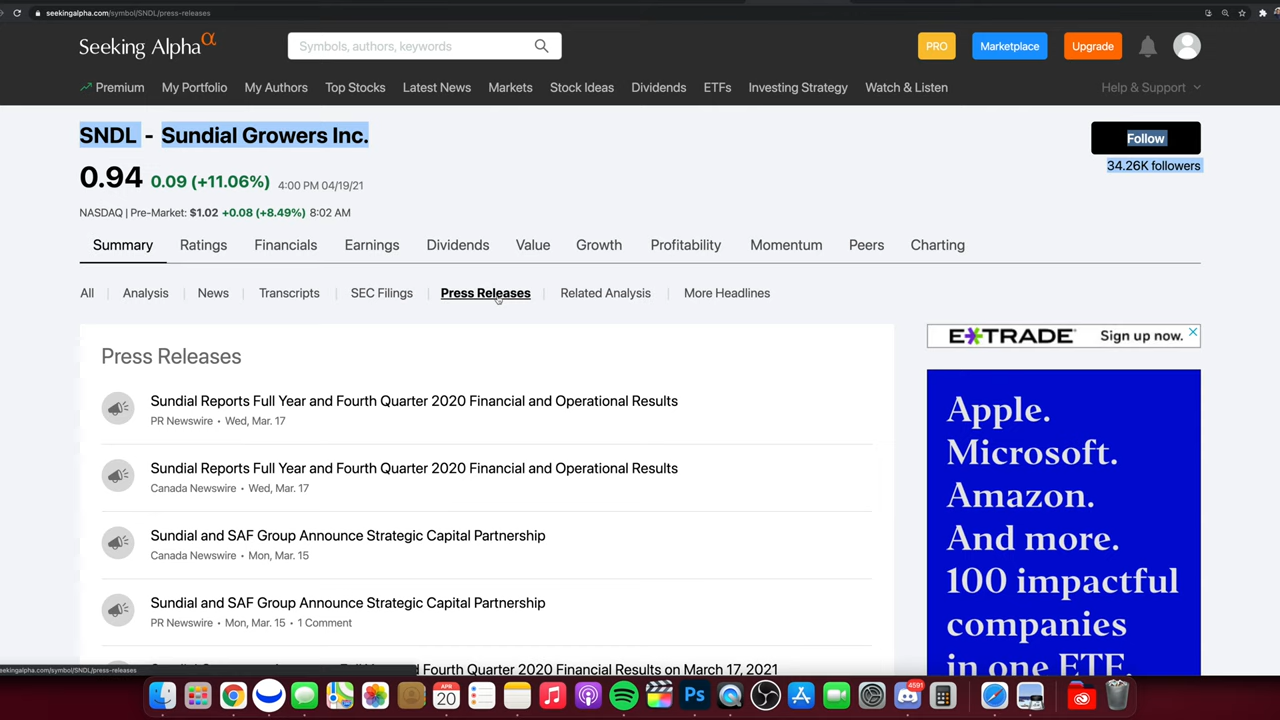 seekingalpha.com/symbol/SNDL/press-releases
Seeking Alpha α
Symbols, authors, keywords
PRO
Marketplace
Upgrade
Premium My Portfolio My Authors Top Stocks Latest News Markets Stock Ideas Dividends ETFs Investing Strategy Watch & Listen Help & Support
SNDL - Sundial Growers Inc.
Follow
34.26K followers
0.94 0.09 (+11.06%) 4:00 PM 04/19/21
NASDAQ | Pre-Market: $1.02 +0.08 (+8.49%) 8:02 AM
Summary Ratings Financials Earnings Dividends Value Growth Profitability Momentum Peers Charting
All | Analysis | News | Transcripts | SEC Filings | Press Releases | Related Analysis | More Headlines
Press Releases
Sundial Reports Full Year and Fourth Quarter 2020 Financial and Operational Results
PR Newswire • Wed, Mar. 17
Sundial Reports Full Year and Fourth Quarter 2020 Financial and Operational Results
Canada Newswire • Wed, Mar. 17
Sundial and SAF Group Announce Strategic Capital Partnership
Canada Newswire • Mon, Mar. 15
Sundial and SAF Group Announce Strategic Capital Partnership
PR Newswire • Mon, Mar. 15 • 1 Comment
Fourth Quarter 2020 Financial Results on March 17, 2021
E*TRADE Sign up now.
Apple.
Microsoft.
Amazon.
And more.
100 impactful
companies
in one ETF.
seekingalpha.com/symbol/SNDL/press-releases
APR
20
Ps
4591